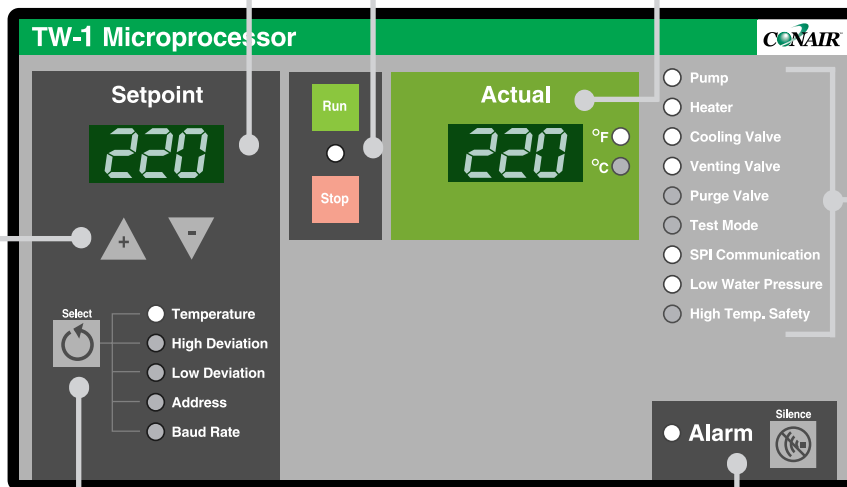 TW-1 Microprocessor
CONAIR
Setpoint
220
+
-
Select
Temperature
High Deviation
Low Deviation
Address
Baud Rate
Run
Stop
Actual
220
°F
°C
Pump
Heater
Cooling Valve
Venting Valve
Purge Valve
Test Mode
SPI Communication
Low Water Pressure
High Temp. Safety
Alarm
Silence